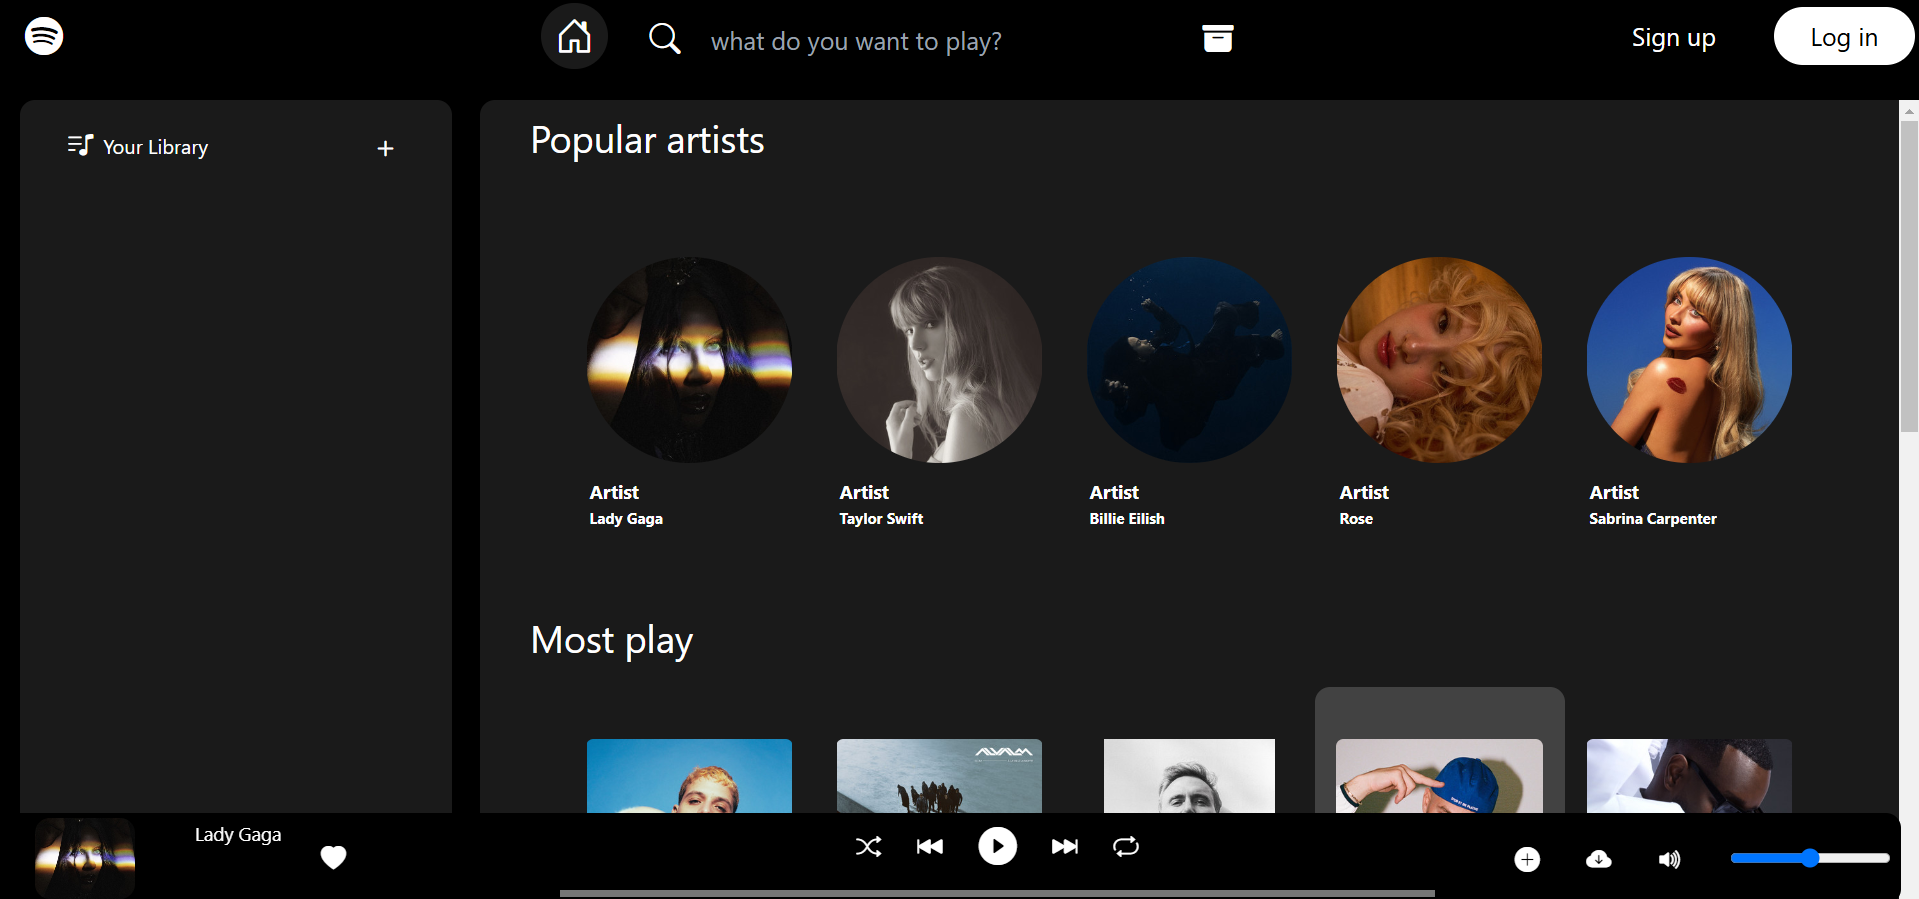 what do you want to play?
Sign up
Log in
Your Library
Popular artists
Artist
Lady Gaga
Artist
Taylor Swift
Artist
Billie Eilish
Artist
Rose
Artist
Sabrina Carpenter
Most play
Lady Gaga